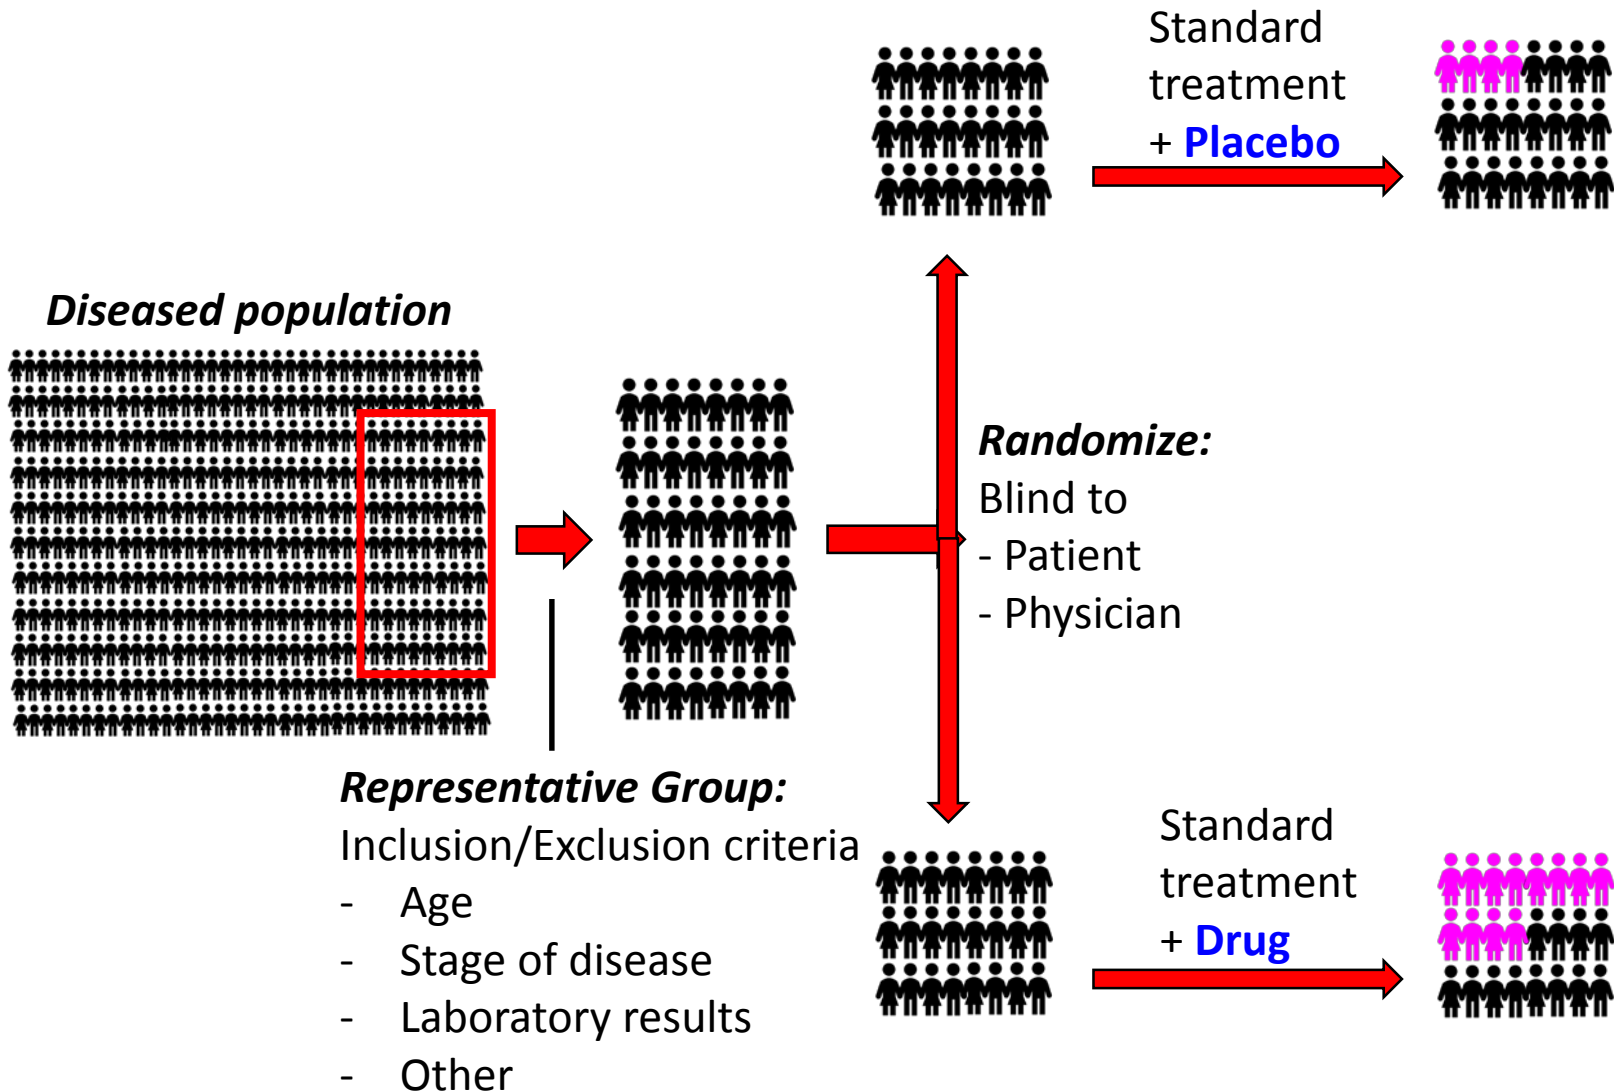 Standard
treatment
+ Placebo
Diseased population
Randomize:
Blind to
- Patient
- Physician
Representative Group:
Inclusion/Exclusion criteria
- Age
- Stage of disease
- Laboratory results
- Other
Standard
treatment
+ Drug